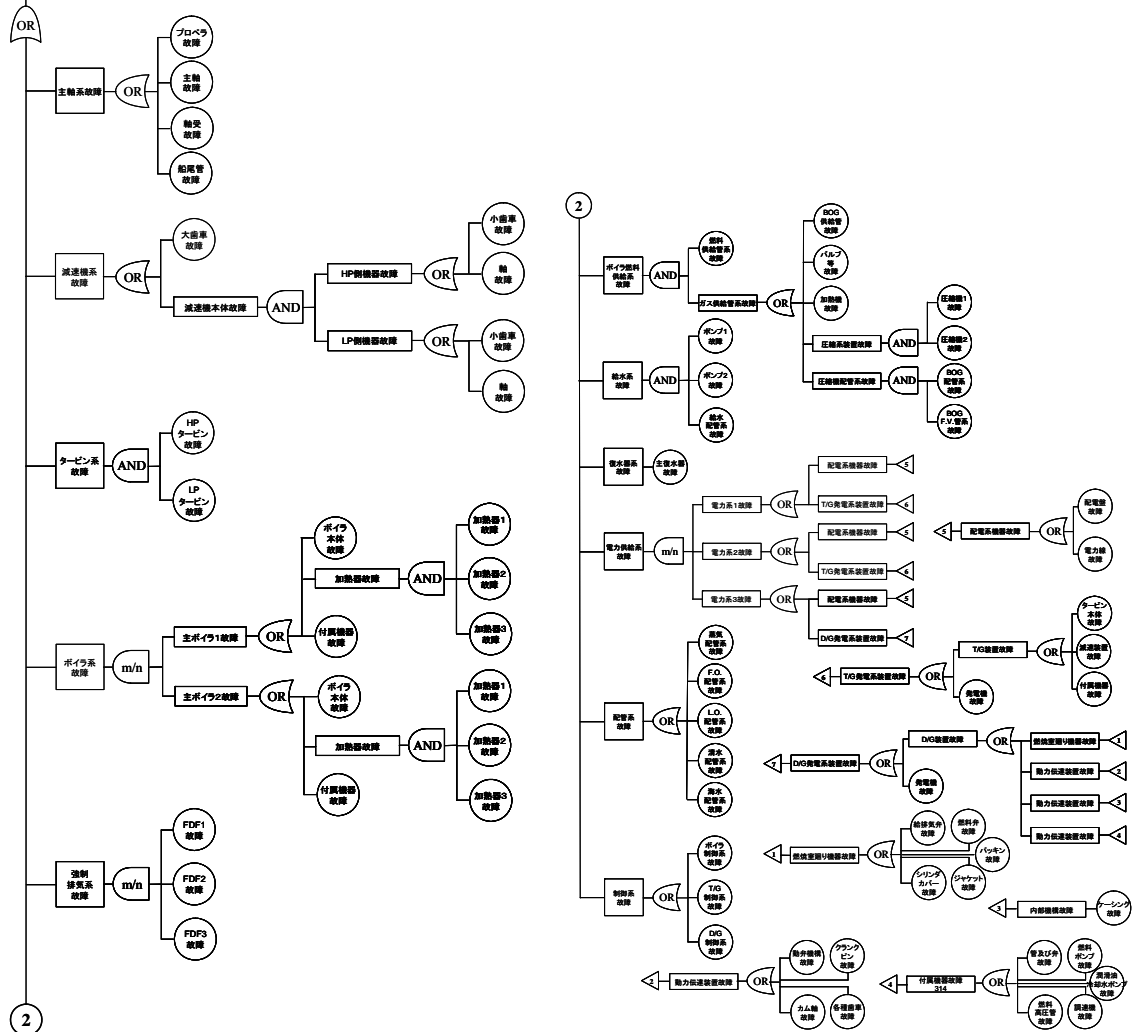 OR
主軸系故障
OR
プロペラ
故障
主軸
故障
軸受
故障
船尾管
故障
減速機系
故障
OR
大歯車
故障
減速機本体故障
AND
HP側機器故障
OR
小歯車
故障
軸
故障
LP側機器故障
OR
小歯車
故障
軸
故障
タービン系
故障
AND
HP
タービン
故障
LP
タービン
故障
ボイラ系
故障
m/n
主ボイラ1故障
OR
ボイラ
本体
故障
加熱器故障
AND
加熱器1
故障
加熱器2
故障
加熱器3
故障
付属機器
故障
主ボイラ2故障
OR
ボイラ
本体
故障
加熱器故障
AND
加熱器1
故障
加熱器2
故障
加熱器3
故障
付属機器
故障
強制
排気系
故障
m/n
FDF1
故障
FDF2
故障
FDF3
故障
2
2
ボイラ燃料
供給系
故障
AND
燃料
供給管系
故障
ガス供給管系故障
OR
BOG
供給管
故障
バルブ
等
故障
加熱機
故障
圧縮系装置故障
AND
圧縮機1
故障
圧縮機2
故障
圧縮機配管系故障
AND
BOG
配管系
故障
BOG
F.V.管系
故障
給水系
故障
AND
ポンプ1
故障
ポンプ2
故障
給水
配管系
故障
復水器系
故障
主復水器
故障
電力供給系
故障
m/n
電力系1故障
OR
配電系機器故障
5
T/G発電系装置故障
6
電力系2故障
OR
配電系機器故障
5
T/G発電系装置故障
6
電力系3故障
OR
配電系機器故障
5
D/G発電系装置故障
7
5
配電系機器故障
OR
配電盤
故障
電力線
故障
6
T/G発電系装置故障
OR
T/G装置故障
OR
タービン
本体
故障
減速装置
故障
付属機器
故障
発電機
故障
配管系
故障
OR
蒸気
配管系
故障
F.O.
配管系
故障
L.O.
配管系
故障
清水
配管系
故障
海水
配管系
故障
7
D/G発電系装置故障
OR
D/G装置故障
OR
燃焼室廻り機器故障
1
動力伝達装置故障
2
動力伝達装置故障
3
動力伝達装置故障
4
発電機
故障
1
燃焼室廻り機器故障
OR
給排気弁
故障
燃料弁
故障
パッキン
故障
シリンダ
カバー
故障
ジャケット
故障
制御系
故障
OR
ボイラ
制御系
故障
T/G
制御系
故障
D/G
制御系
故障
3
内部機構故障
ケーシング
故障
2
動力伝達装置故障
OR
動弁機構
故障
クランク
ピン
故障
カム軸
故障
各種歯車
故障
4
付属機器故障
314
OR
管及び弁
故障
燃料
ポンプ
故障
潤滑油
冷却水ポンプ
故障
燃料
高圧管
故障
調速機
故障